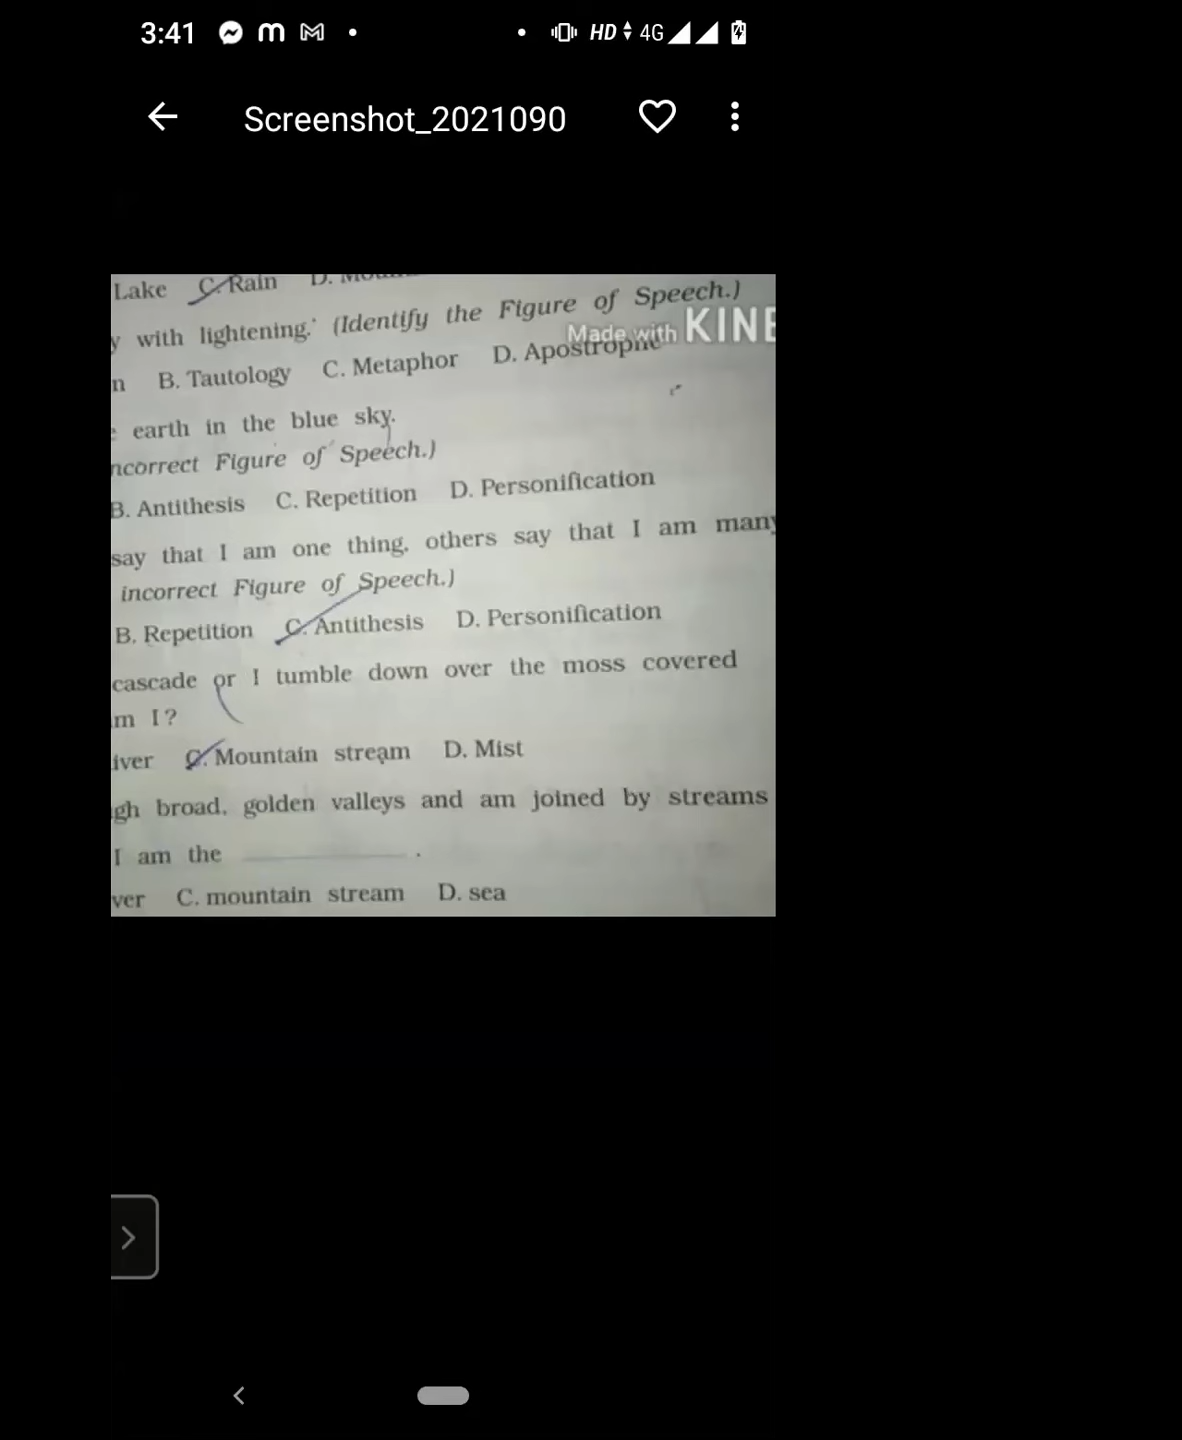 3:41
HD 4G
Screenshot_2021090
Lake C. Rain D.
y with lightening.' (Identify the Figure of Speech.)
Made with KINE
n B. Tautology C. Metaphor D. Apostrophe
e earth in the blue sky.
ncorrect Figure of Speech.)
B. Antithesis C. Repetition D. Personification
say that I am one thing, others say that I am many
incorrect Figure of Speech.)
B. Repetition C. Antithesis D. Personification
cascade or I tumble down over the moss covered
m I?
iver C. Mountain stream D. Mist
gh broad, golden valleys and am joined by streams
I am the .
ver C. mountain stream D. sea